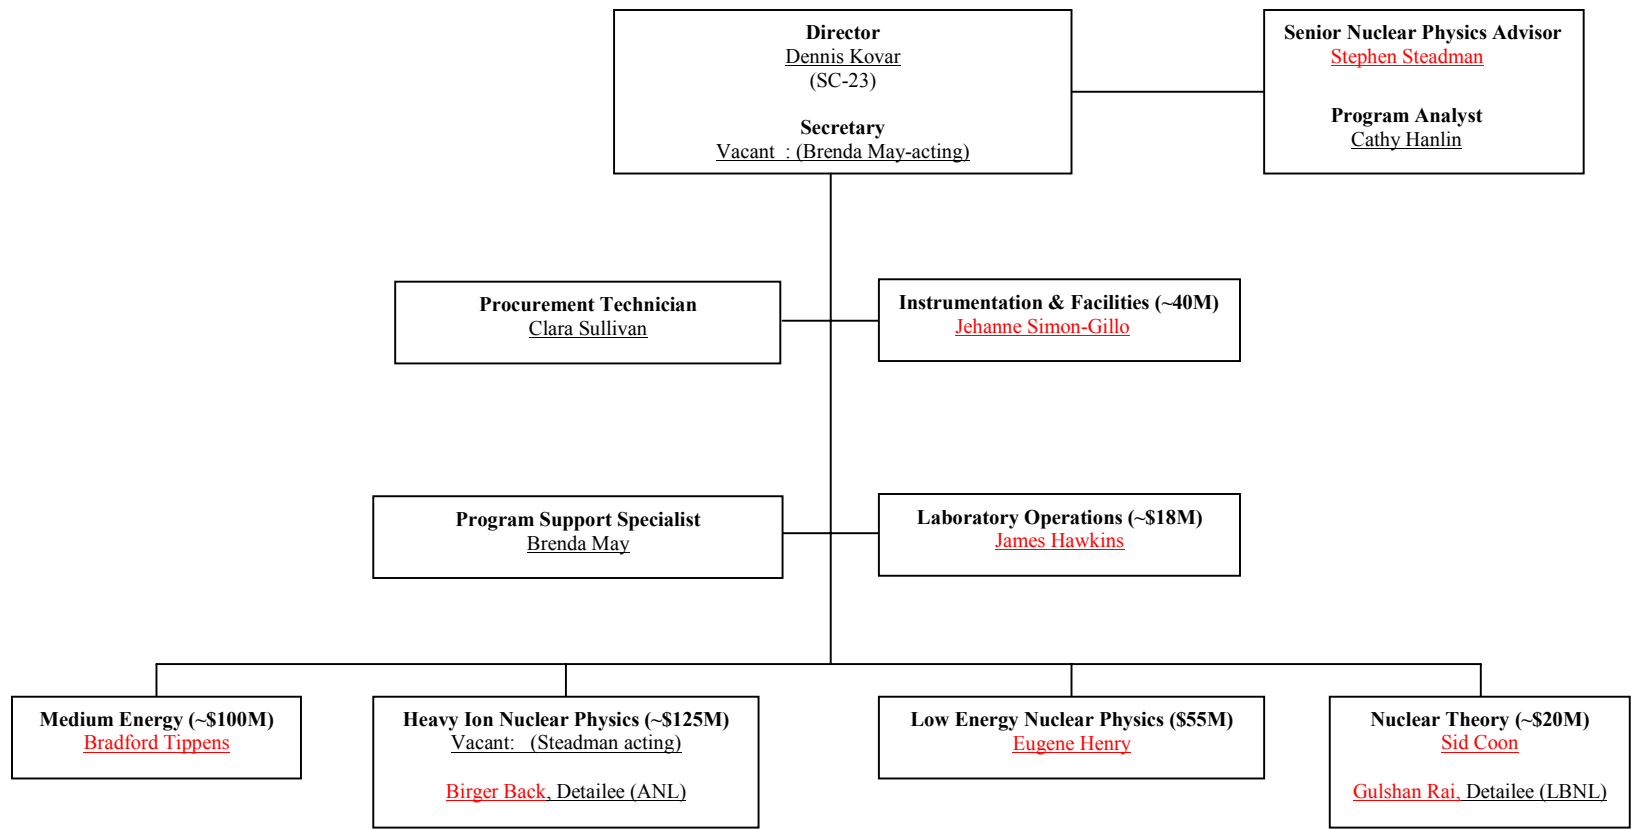 Director
Dennis Kovar
(SC-23)
Secretary
Vacant  : (Brenda May-acting)
Senior Nuclear Physics Advisor
Stephen Steadman
Program Analyst
Cathy Hanlin
Procurement Technician
Clara Sullivan
Instrumentation & Facilities (~40M)
Jehanne Simon-Gillo
Program Support Specialist
Brenda May
Laboratory Operations (~$18M)
James Hawkins
Medium Energy (~$100M)
Bradford Tippens
Heavy Ion Nuclear Physics (~$125M)
Vacant:   (Steadman acting)
Birger Back, Detailee (ANL)
Low Energy Nuclear Physics ($55M)
Eugene Henry
Nuclear Theory (~$20M)
Sid Coon
Gulshan Rai, Detailee (LBNL)